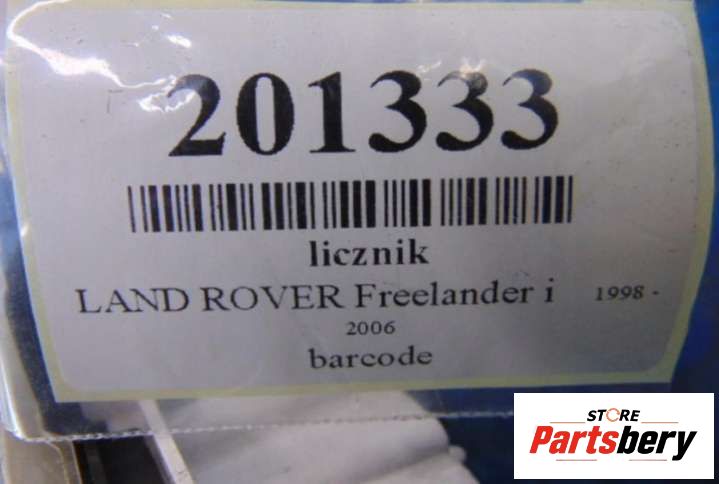 201333
licznik
LAND ROVER Freelander i 1998 -
2006
barcode
STORE
Partsbery